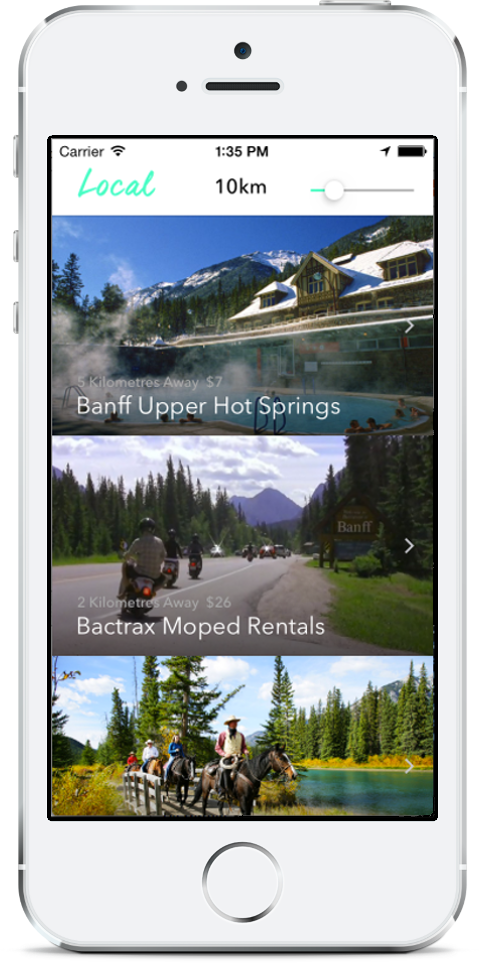 Carrier 1:35 PM
Local 10km
5 Kilometres Away $7
Banff Upper Hot Springs
Banff
2 Kilometres Away $26
Bactrax Moped Rentals